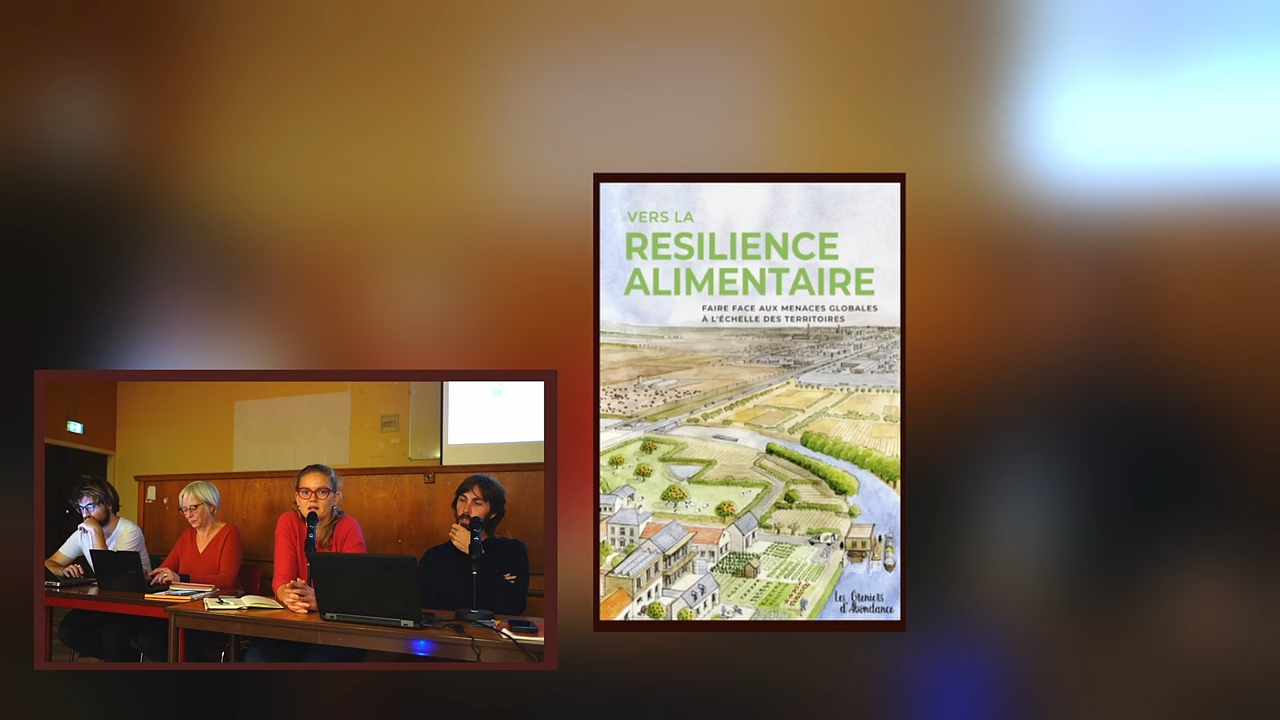 VERS LA
RESILIENCE
ALIMENTAIRE
FAIRE FACE AUX MENACES GLOBALES
À L'ÉCHELLE DES TERRITOIRES
Les Greniers
d'Abondance